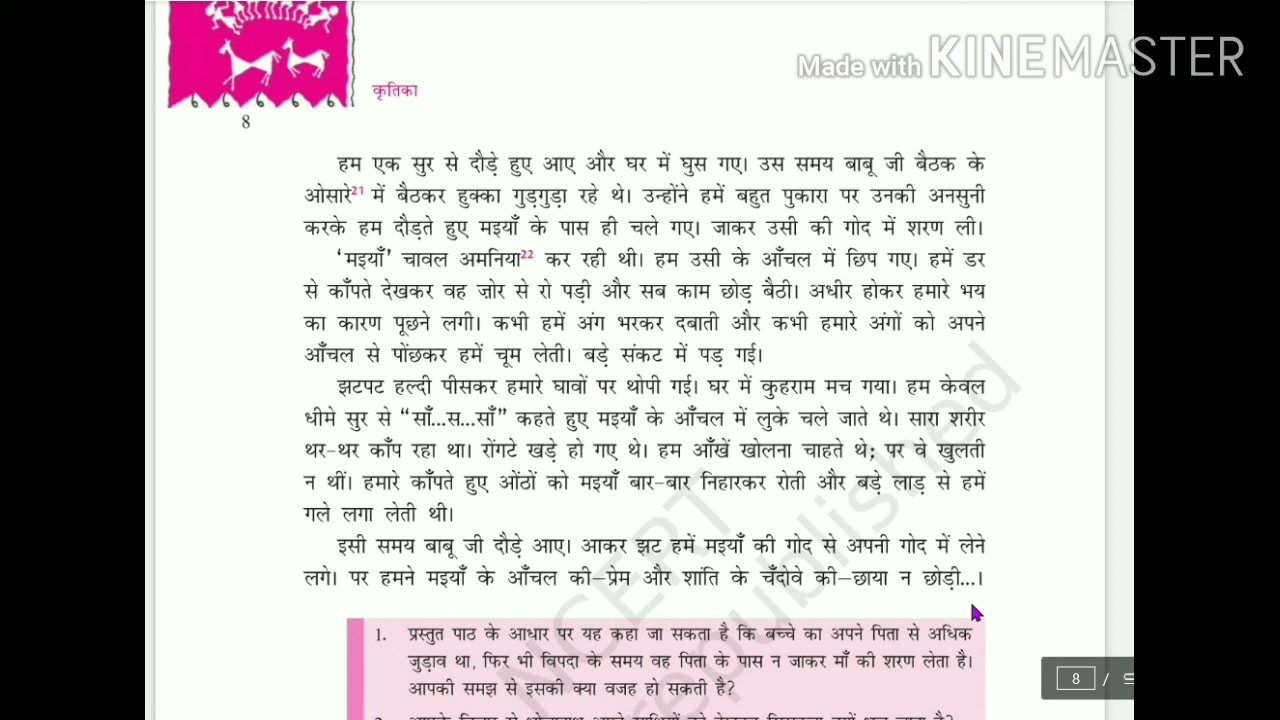 Made with KINEMASTER
कृतिका
8
हम एक सुर से दौड़े हुए आए और घर में घुस गए। उस समय बाबू जी बैठक के
ओसारे21 में बैठकर हुक्का गुड़गुड़ा रहे थे। उन्होंने हमें बहुत पुकारा पर उनकी अनसुनी
करके हम दौड़ते हुए मइयाँ के पास ही चले गए। जाकर उसी की गोद में शरण ली।
‘मइयाँ’ चावल अमनिया22 कर रही थी। हम उसी के आँचल में छिप गए। हमें डर
से काँपते देखकर वह ज़ोर से रो पड़ी और सब काम छोड़ बैठी। अधीर होकर हमारे भय
का कारण पूछने लगी। कभी हमें अंग भरकर दबाती और कभी हमारे अंगों को अपने
आँचल से पोंछकर हमें चूम लेती। बड़े संकट में पड़ गई।
झटपट हल्दी पीसकर हमारे घावों पर थोपी गई। घर में कुहराम मच गया। हम केवल
धीमे सुर से “साँ...स...साँ” कहते हुए मइयाँ के आँचल में लुके चले जाते थे। सारा शरीर
थर-थर काँप रहा था। रोंगटे खड़े हो गए थे। हम आँखें खोलना चाहते थे; पर वे खुलती
न थीं। हमारे काँपते हुए ओंठों को मइयाँ बार-बार निहारकर रोती और बड़े लाड़ से हमें
गले लगा लेती थी।
इसी समय बाबू जी दौड़े आए। आकर झट हमें मइयाँ की गोद से अपनी गोद में लेने
लगे। पर हमने मइयाँ के आँचल की–प्रेम और शांति के चँदोवे की–छाया न छोड़ी...।
NCERT
republished
1. प्रस्तुत पाठ के आधार पर यह कहा जा सकता है कि बच्चे का अपने पिता से अधिक
जुड़ाव था, फिर भी विपदा के समय वह पिता के पास न जाकर माँ की शरण लेता है।
आपकी समझ से इसकी क्या वजह हो सकती है?
8 /